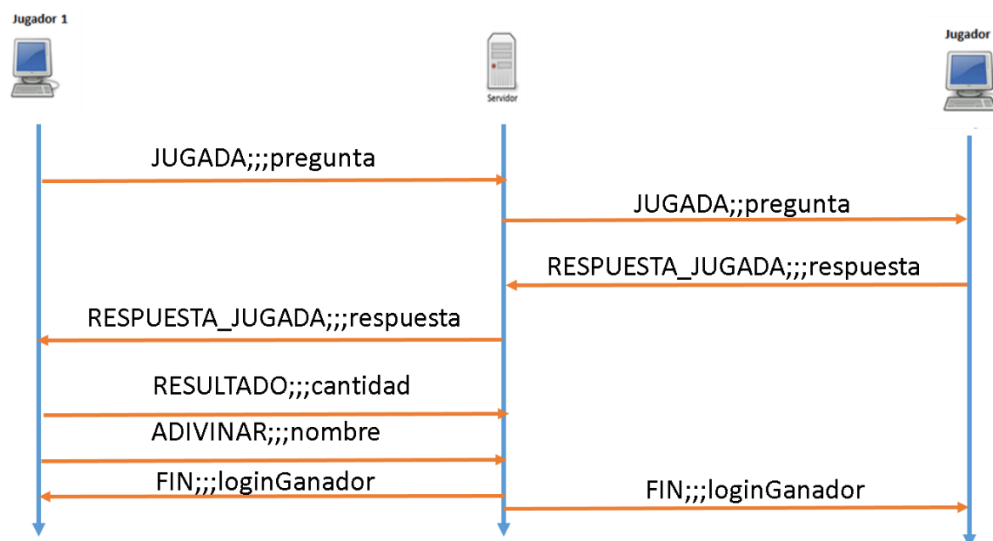 Jugador 1
Jugador
Servidor
JUGADA;;;pregunta
JUGADA;;pregunta
RESPUESTA_JUGADA;;;respuesta
RESPUESTA_JUGADA;;;respuesta
RESULTADO;;;cantidad
ADIVINAR;;;nombre
FIN;;;loginGanador
FIN;;;loginGanador